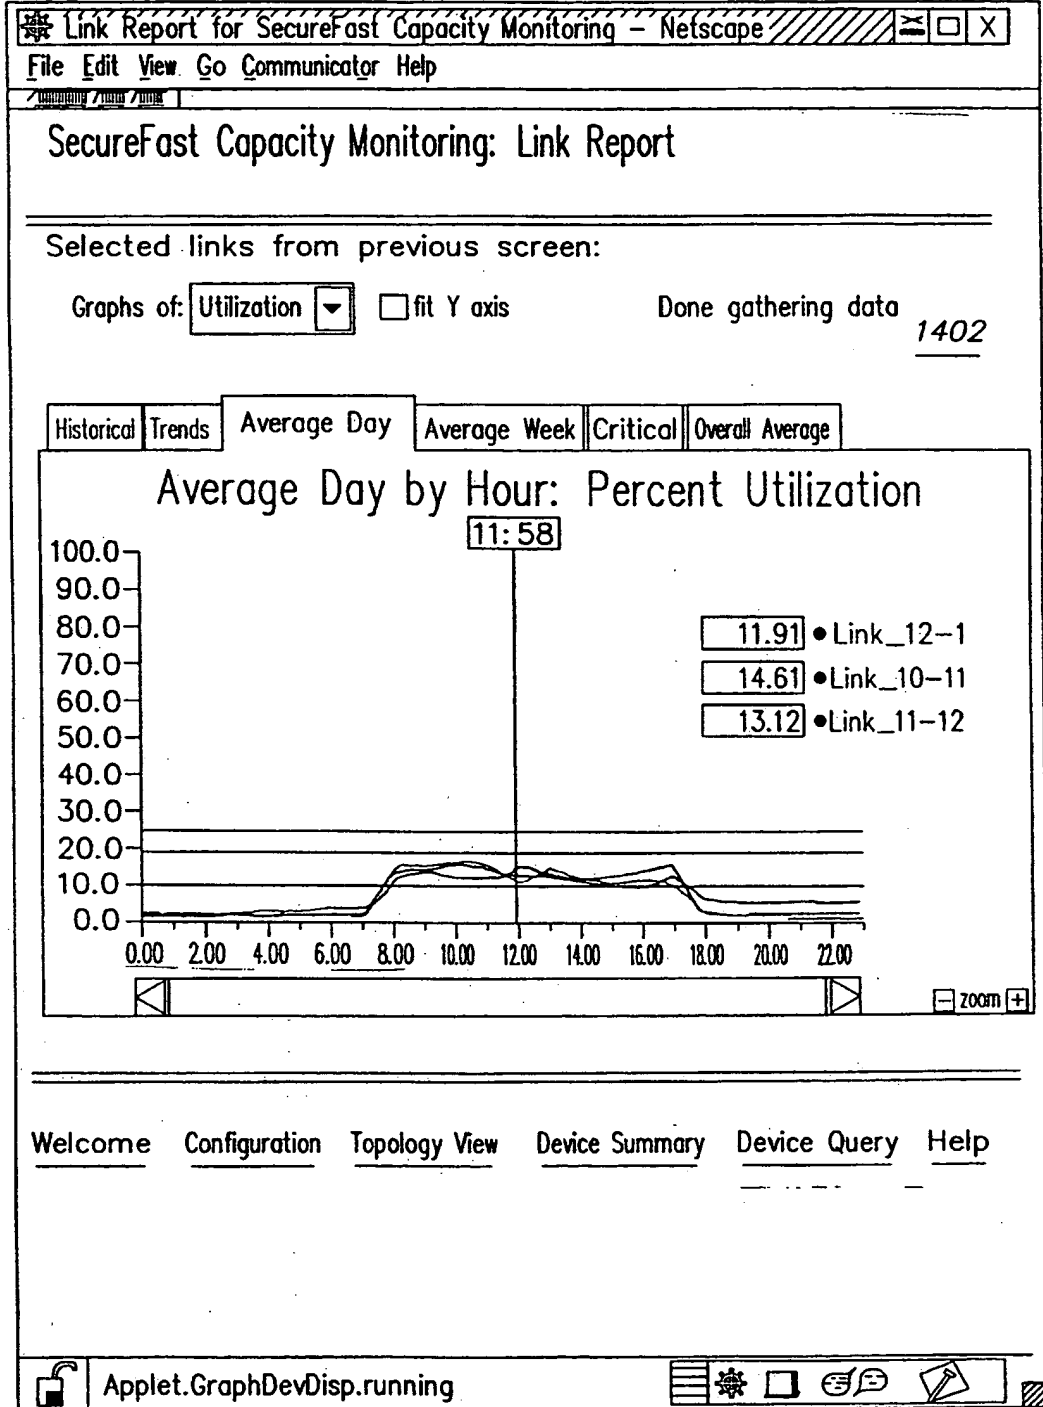 Link Report for SecureFast Capacity Monitoring – Netscape
File Edit View Go Communicator Help
SecureFast Capacity Monitoring: Link Report
Selected links from previous screen:
Graphs of: Utilization fit Y axis Done gathering data
1402
Historical Trends Average Day Average Week Critical Overall Average
Average Day by Hour: Percent Utilization
11:58
100.0
90.0
80.0
70.0
60.0
50.0
40.0
30.0
20.0
10.0
0.0
11.91 Link_12–1
14.61 Link_10–11
13.12 Link_11–12
0.00 2.00 4.00 6.00 8.00 10.00 12.00 14.00 16.00 18.00 20.00 22.00
zoom
Welcome Configuration Topology View Device Summary Device Query Help
Applet.GraphDevDisp.running